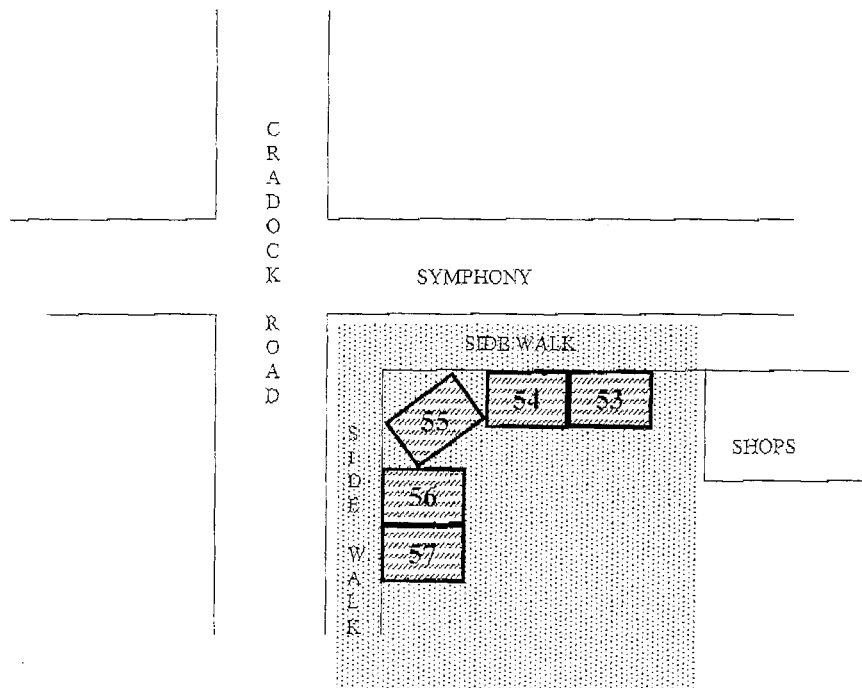 CRADOCK ROAD
SYMPHONY
SIDE WALK
55
54
53
SHOPS
SIDE WALK
56
57